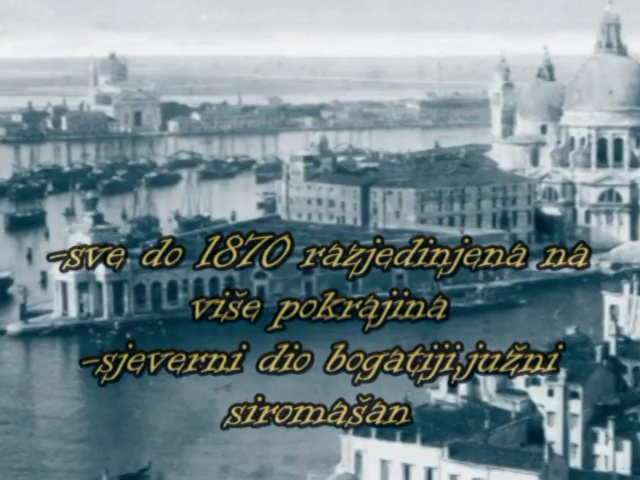 -sve do 1870 razjedinjena na
više pokrajina
-sjeverni dio bogatiji,južni
siromašan